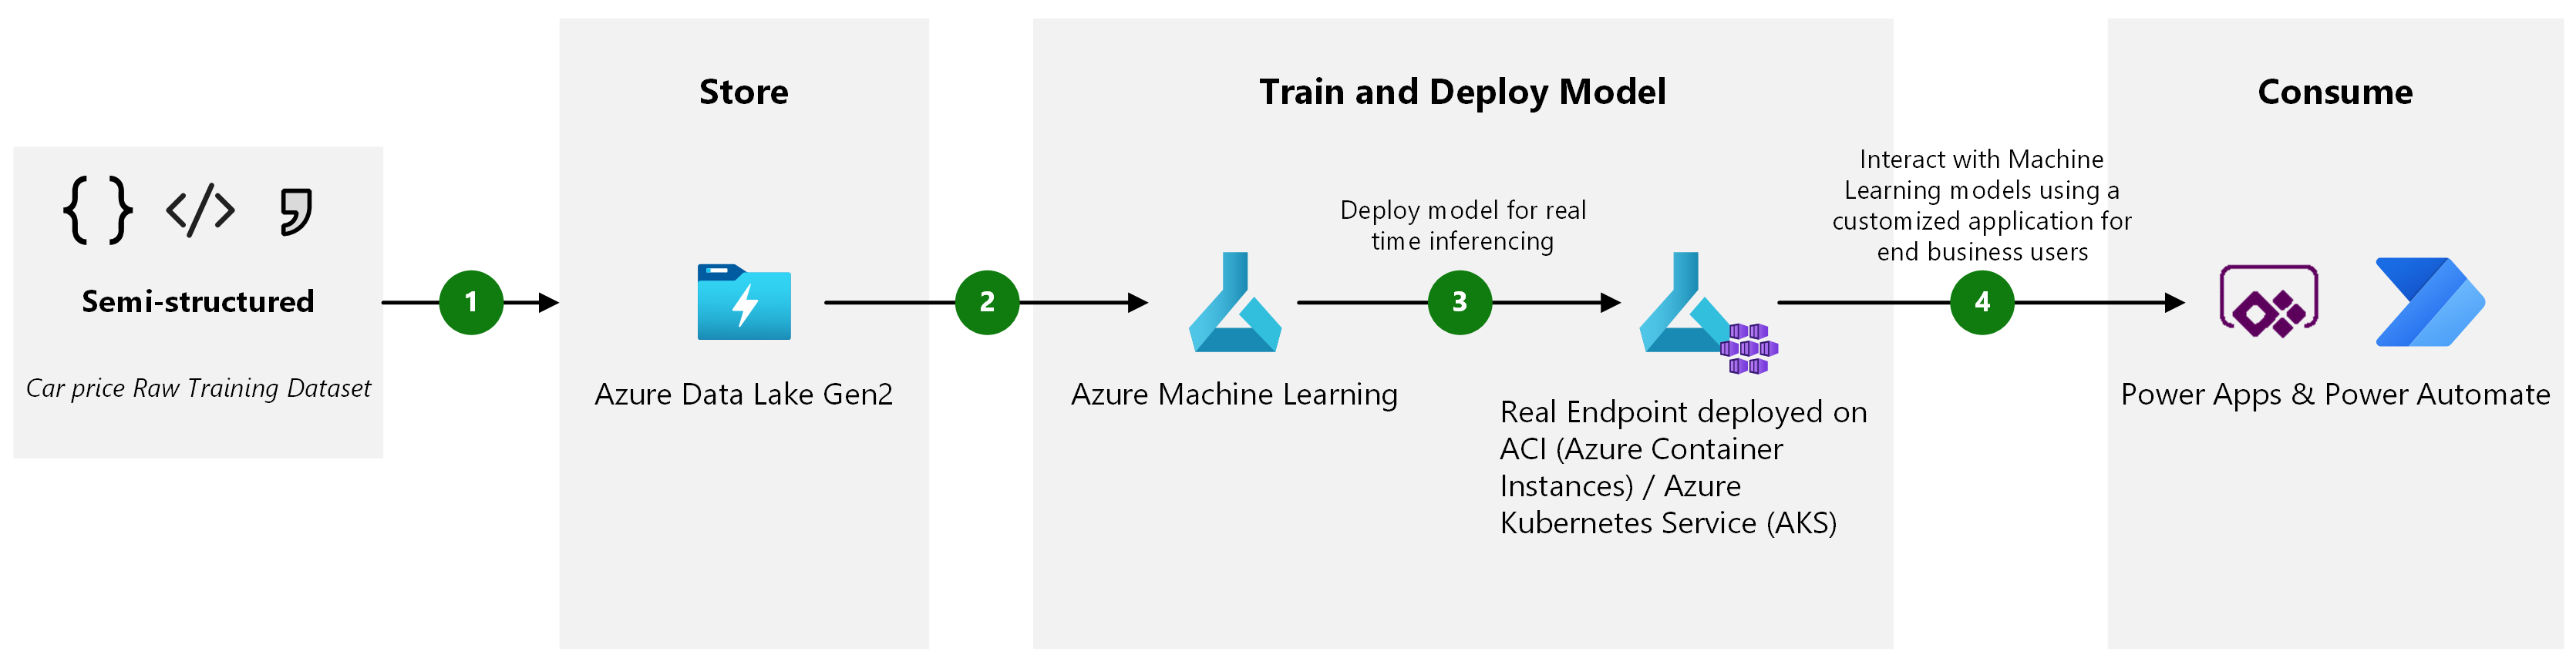 Semi-structured
Car price Raw Training Dataset
1
Store
Azure Data Lake Gen2
2
Train and Deploy Model
Azure Machine Learning
Deploy model for real
time inferencing
3
Real Endpoint deployed on
ACI (Azure Container
Instances) / Azure
Kubernetes Service (AKS)
Interact with Machine
Learning models using a
customized application for
end business users
4
Consume
Power Apps & Power Automate